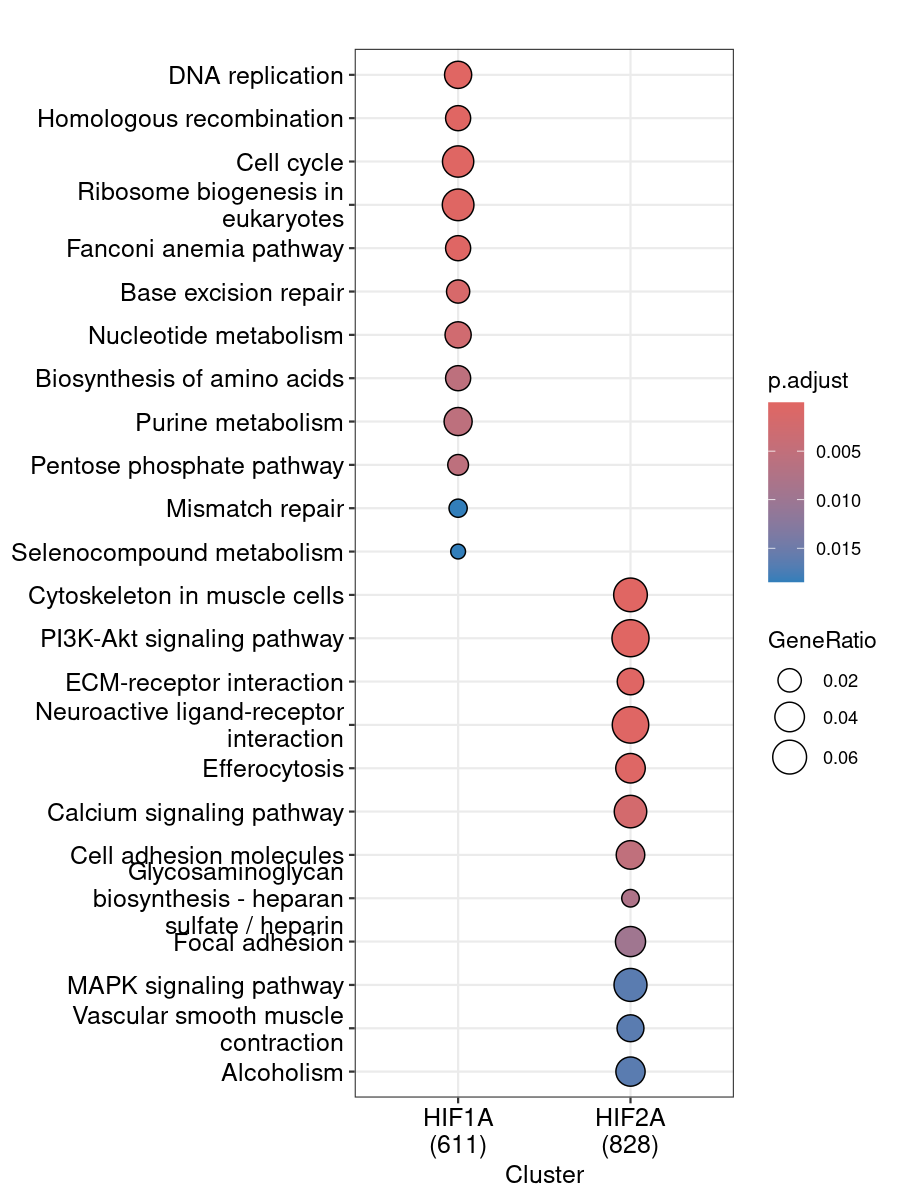 DNA replication
Homologous recombination
Cell cycle
Ribosome biogenesis in
eukaryotes
Fanconi anemia pathway
Base excision repair
Nucleotide metabolism
Biosynthesis of amino acids
Purine metabolism
Pentose phosphate pathway
Mismatch repair
Selenocompound metabolism
Cytoskeleton in muscle cells
PI3K-Akt signaling pathway
ECM-receptor interaction
Neuroactive ligand-receptor
interaction
Efferocytosis
Calcium signaling pathway
Cell adhesion molecules
Glycosaminoglycan
biosynthesis - heparan
sulfate / heparin
Focal adhesion
MAPK signaling pathway
Vascular smooth muscle
contraction
Alcoholism
HIF1A
(611)
HIF2A
(828)
Cluster
p.adjust
0.005
0.010
0.015
GeneRatio
0.02
0.04
0.06